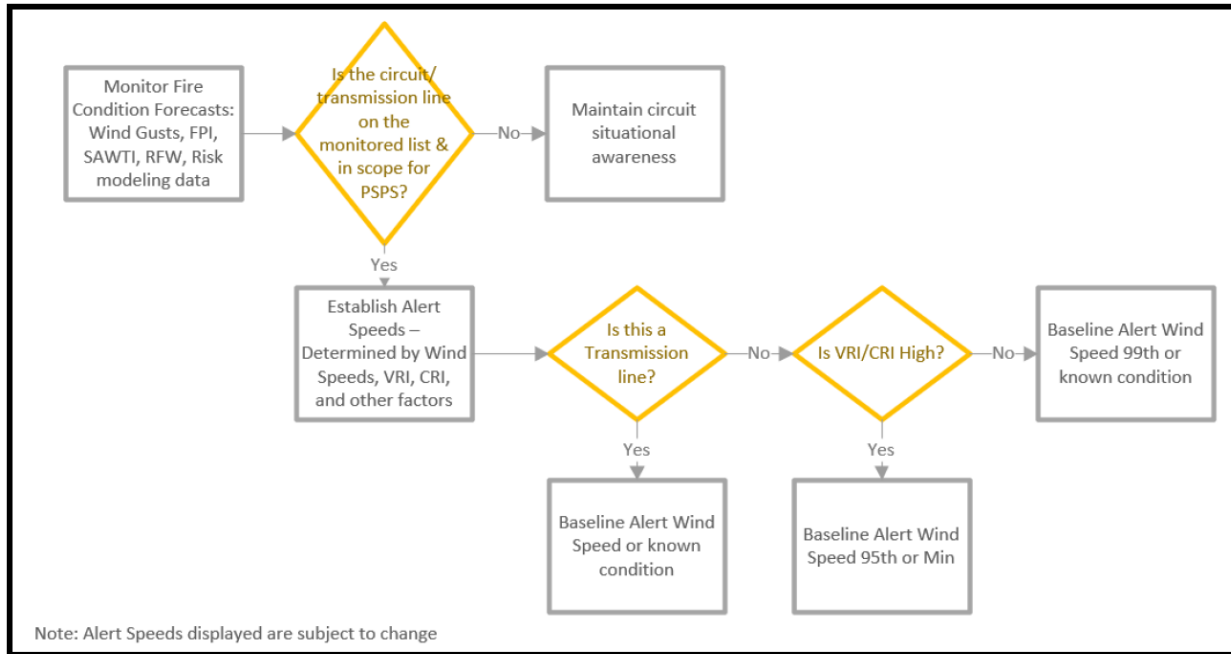 Monitor Fire
Condition Forecasts:
Wind Gusts, FPI,
SAWTI, RFW, Risk
modeling data
Is the circuit/
transmission line
on the
monitored list &
in scope for
PSPS?
No
Maintain circuit
situational
awareness
Yes
Establish Alert
Speeds –
Determined by Wind
Speeds, VRI, CRI,
and other factors
Is this a
Transmission
line?
No
Is VRI/CRI High?
No
Baseline Alert Wind
Speed 99th or
known condition
Yes
Baseline Alert Wind
Speed or known
condition
Yes
Baseline Alert Wind
Speed 95th or Min
Note: Alert Speeds displayed are subject to change